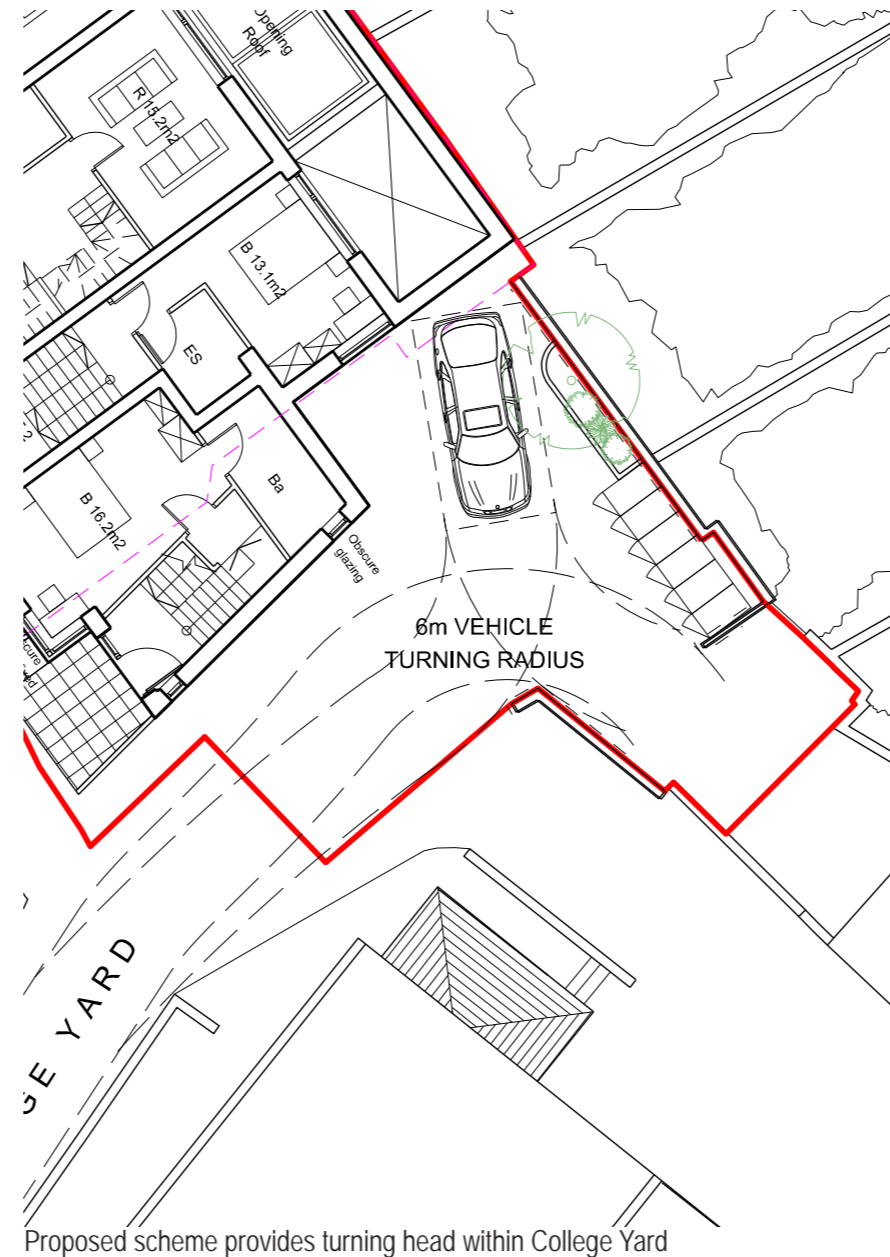 Opening
Roof
R 15.2m2
B 13.1m2
ES
B 16.2m2
Ba
Obscure
glazing
6m VEHICLE
TURNING RADIUS
GE YARD
Proposed scheme provides turning head within College Yard